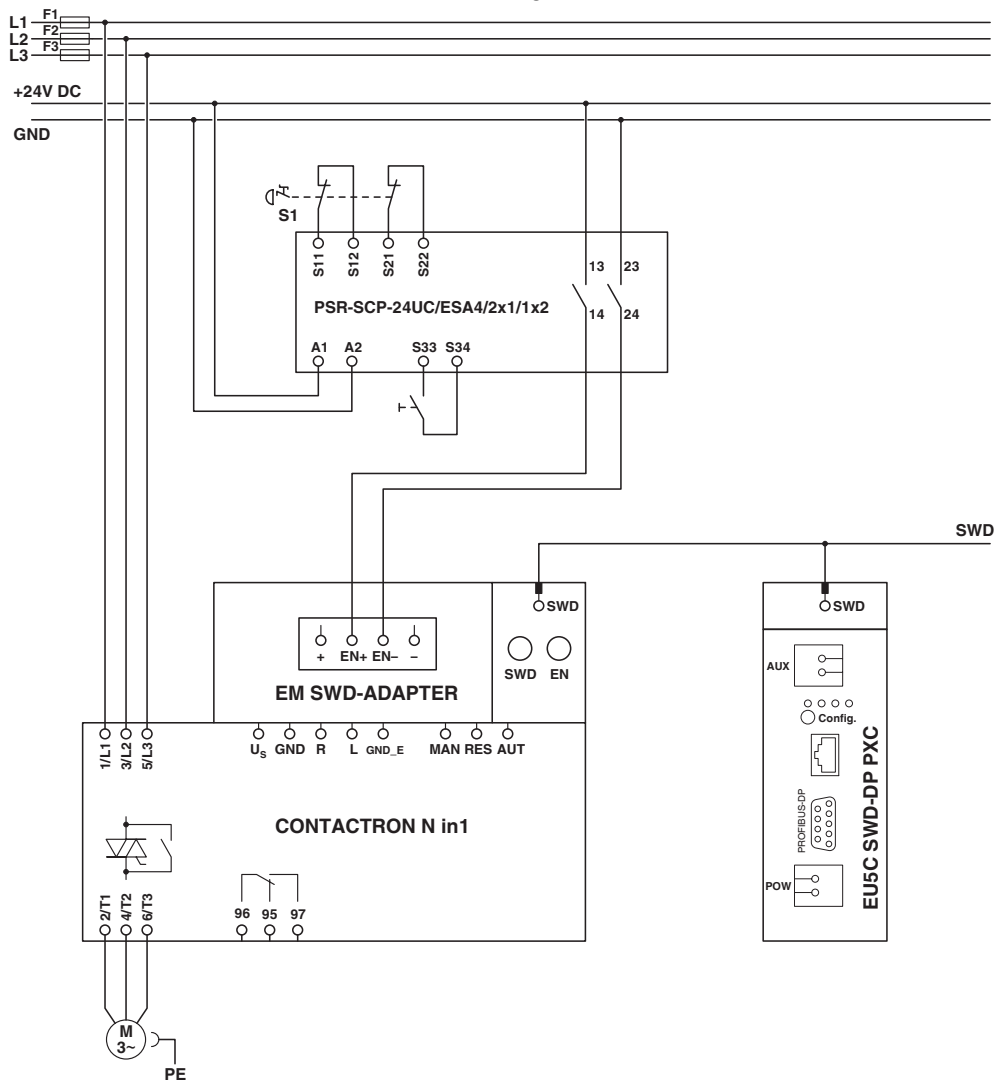 F1
L1
F2
L2
F3
L3
+24V DC
GND
S1
S11 S12 S21 S22
13 23
PSR-SCP-24UC/ESA4/2x1/1x2
14 24
A1 A2 S33 S34
SWD
SWD
SWD
+ EN+ EN– –
SWD EN
EM SWD-ADAPTER
AUX
Config.
PROFIBUS-DP
POW
EU5C SWD-DP PXC
1/L1 3/L2 5/L3
US GND R L GND_E MAN RES AUT
CONTACTRON N in1
2/T1 4/T2 6/T3
96 95 97
M
3~
PE